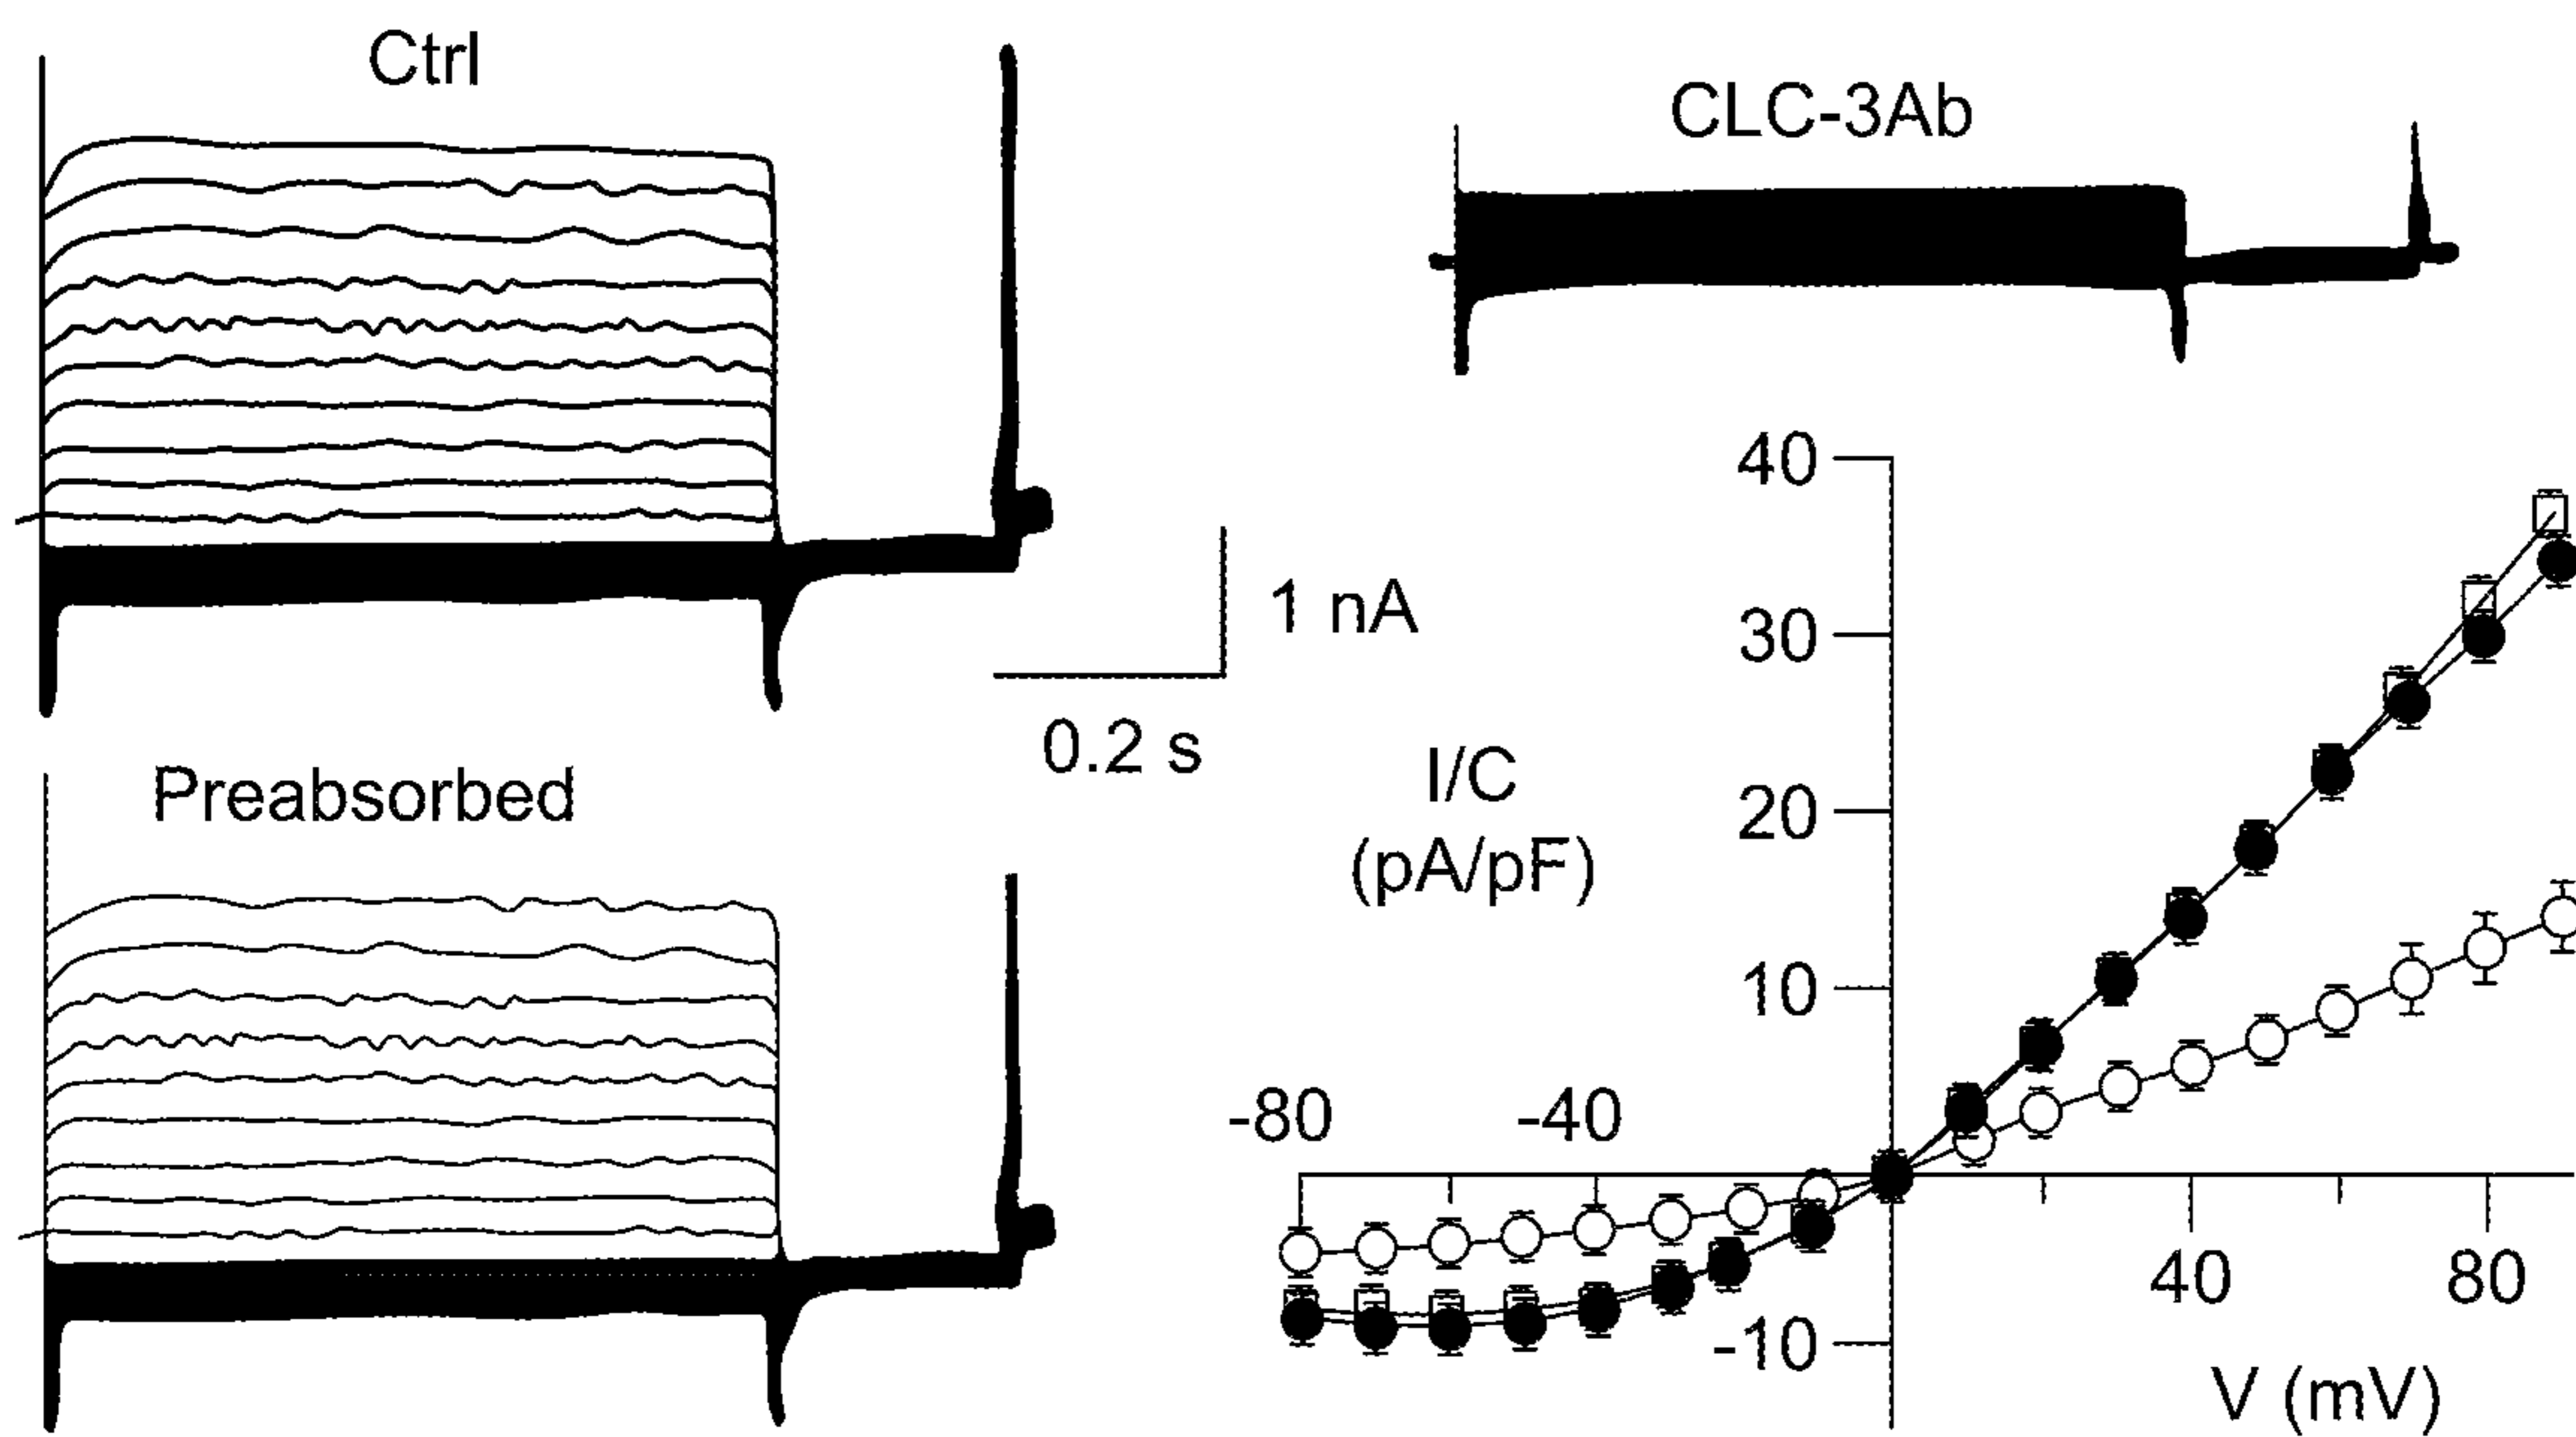 Ctrl
CLC-3Ab
1 nA
0.2 s
Preabsorbed
40
30
20
10
-10
I/C
(pA/pF)
-80
-40
40
80
V (mV)